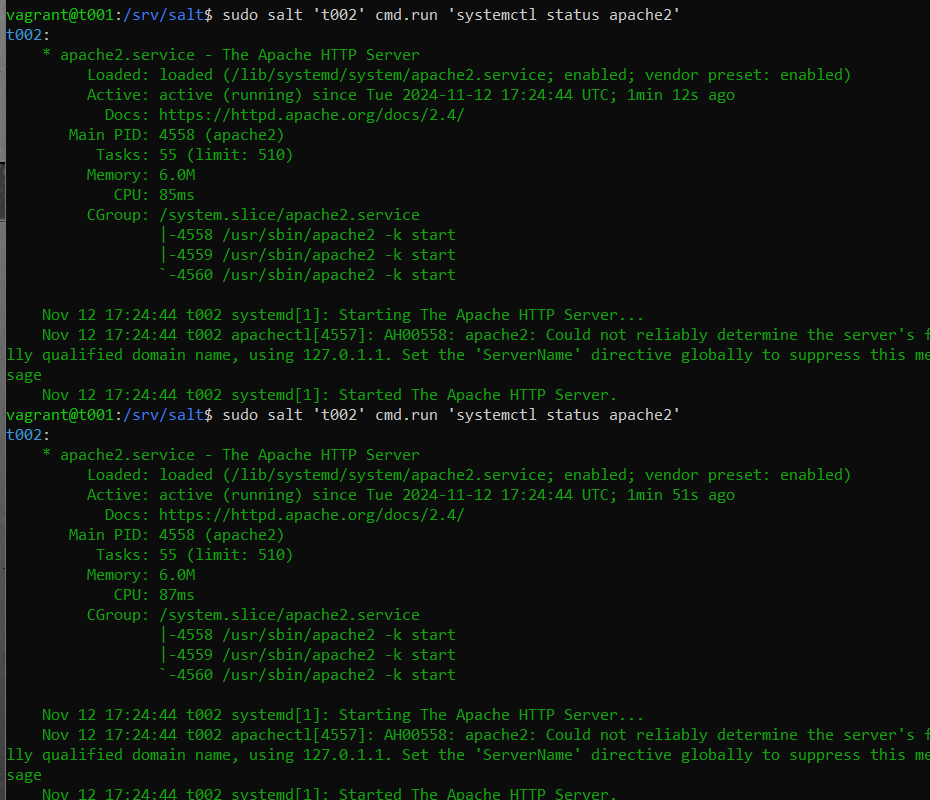 vagrant@t001:/srv/salt$ sudo salt 't002' cmd.run 'systemctl status apache2'
t002:
    * apache2.service - The Apache HTTP Server
         Loaded: loaded (/lib/systemd/system/apache2.service; enabled; vendor preset: enabled)
         Active: active (running) since Tue 2024-11-12 17:24:44 UTC; 1min 12s ago
           Docs: https://httpd.apache.org/docs/2.4/
       Main PID: 4558 (apache2)
          Tasks: 55 (limit: 510)
         Memory: 6.0M
            CPU: 85ms
         CGroup: /system.slice/apache2.service
                 |-4558 /usr/sbin/apache2 -k start
                 |-4559 /usr/sbin/apache2 -k start
                 `-4560 /usr/sbin/apache2 -k start

    Nov 12 17:24:44 t002 systemd[1]: Starting The Apache HTTP Server...
    Nov 12 17:24:44 t002 apachectl[4557]: AH00558: apache2: Could not reliably determine the server's f
lly qualified domain name, using 127.0.1.1. Set the 'ServerName' directive globally to suppress this me
sage
    Nov 12 17:24:44 t002 systemd[1]: Started The Apache HTTP Server.
vagrant@t001:/srv/salt$ sudo salt 't002' cmd.run 'systemctl status apache2'
t002:
    * apache2.service - The Apache HTTP Server
         Loaded: loaded (/lib/systemd/system/apache2.service; enabled; vendor preset: enabled)
         Active: active (running) since Tue 2024-11-12 17:24:44 UTC; 1min 51s ago
           Docs: https://httpd.apache.org/docs/2.4/
       Main PID: 4558 (apache2)
          Tasks: 55 (limit: 510)
         Memory: 6.0M
            CPU: 87ms
         CGroup: /system.slice/apache2.service
                 |-4558 /usr/sbin/apache2 -k start
                 |-4559 /usr/sbin/apache2 -k start
                 `-4560 /usr/sbin/apache2 -k start

    Nov 12 17:24:44 t002 systemd[1]: Starting The Apache HTTP Server...
    Nov 12 17:24:44 t002 apachectl[4557]: AH00558: apache2: Could not reliably determine the server's f
lly qualified domain name, using 127.0.1.1. Set the 'ServerName' directive globally to suppress this me
sage
    Nov 12 17:24:44 t002 systemd[1]: Started The Apache HTTP Server.